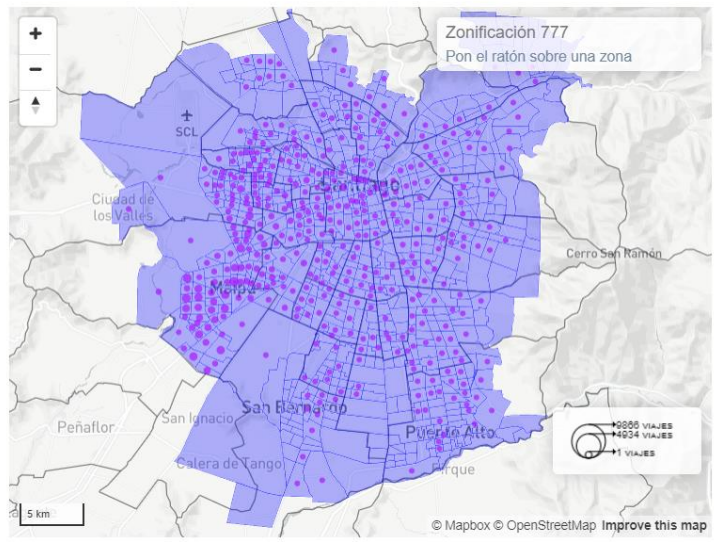 +
Zonificación 777
−
Pon el ratón sobre una zona
SCL
Santiago
Ciudad de
los Valles
Cerro San Ramón
Maipú
San Bernardo
San Ignacio
Peñaflor
Puente Alto
9866 VIAJES
4934 VIAJES
1 VIAJES
Calera de Tango
Pirque
5 km
© Mapbox © OpenStreetMap Improve this map